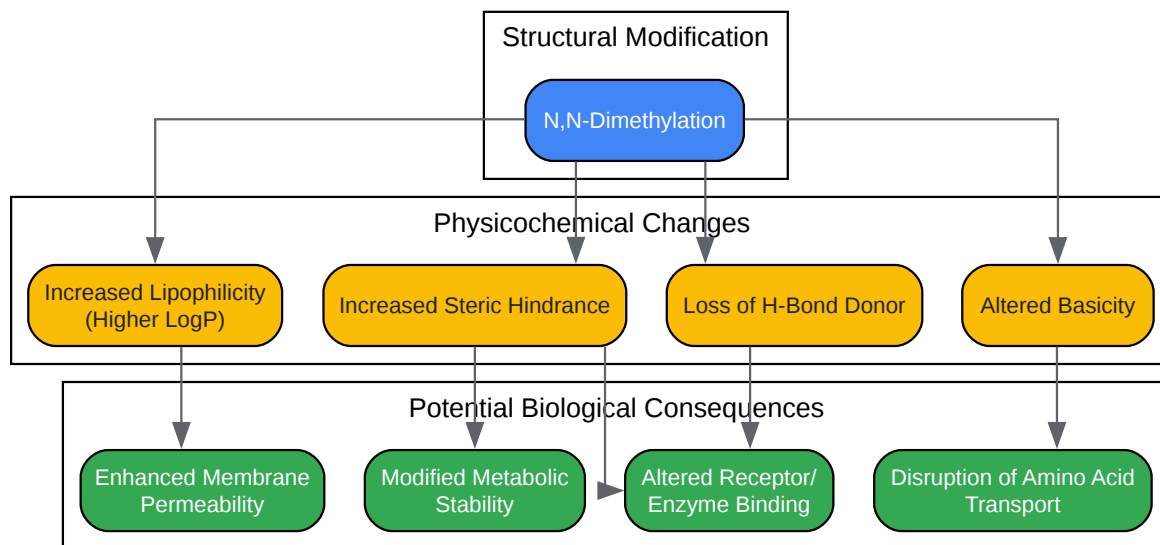 Structural Modification
N,N-Dimethylation
Physicochemical Changes
Increased Lipophilicity
(Higher LogP)
Increased Steric Hindrance
Loss of H-Bond Donor
Altered Basicity
Potential Biological Consequences
Enhanced Membrane
Permeability
Modified Metabolic
Stability
Altered Receptor/
Enzyme Binding
Disruption of Amino Acid
Transport